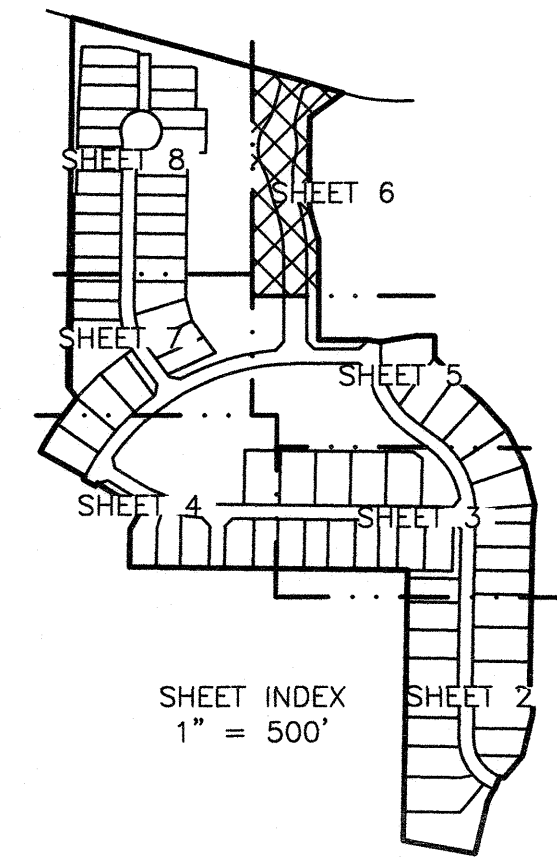 SHEET 8
SHEET 6
SHEET 7
SHEET 5
SHEET 4
SHEET 3
SHEET INDEX
1" = 500'
SHEET 2